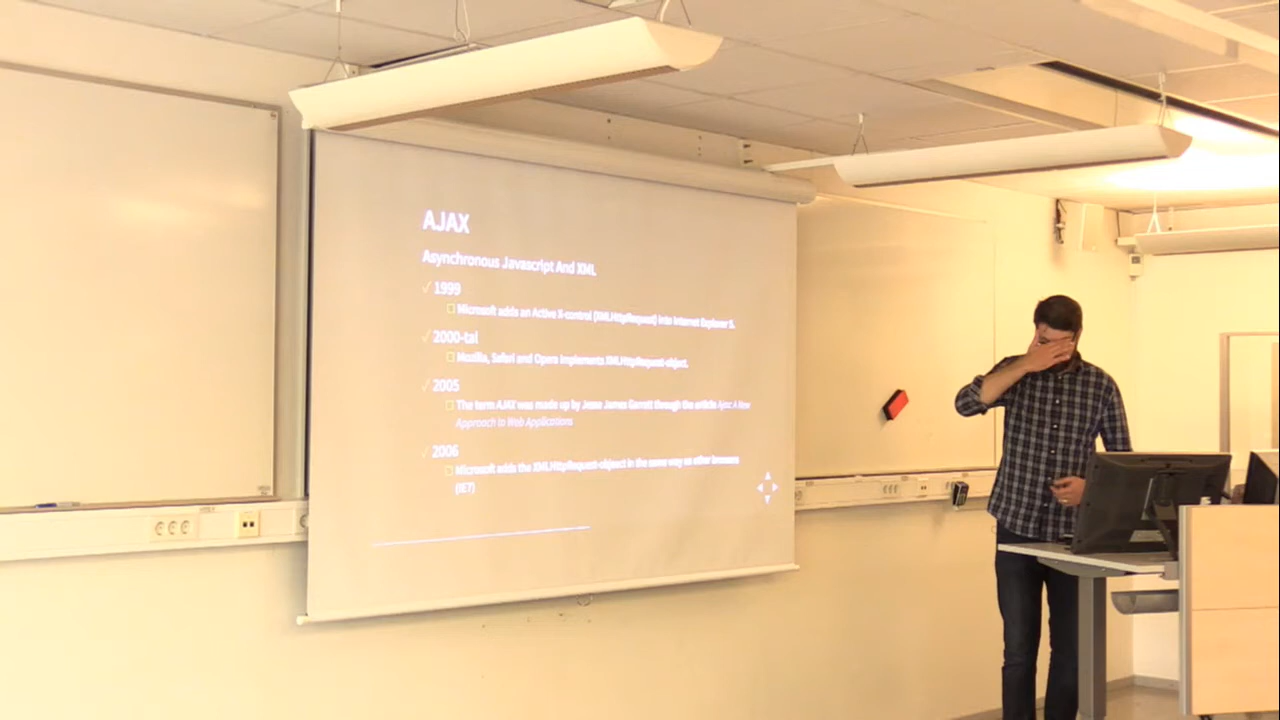 AJAX
Asynchronous Javascript And XML
1999
Microsoft adds an Active X-control (XMLHttpRequest) into Internet Explorer 5.
2000-tal
Mozilla, Safari and Opera implements XMLHttpRequest-object.
2005
The term AJAX was made up by Jesse James Garrett through the article Ajax: A New
Approach to Web Applications
2006
Microsoft adds the XMLHttpRequest-object in the same way as other browsers
(IE7)